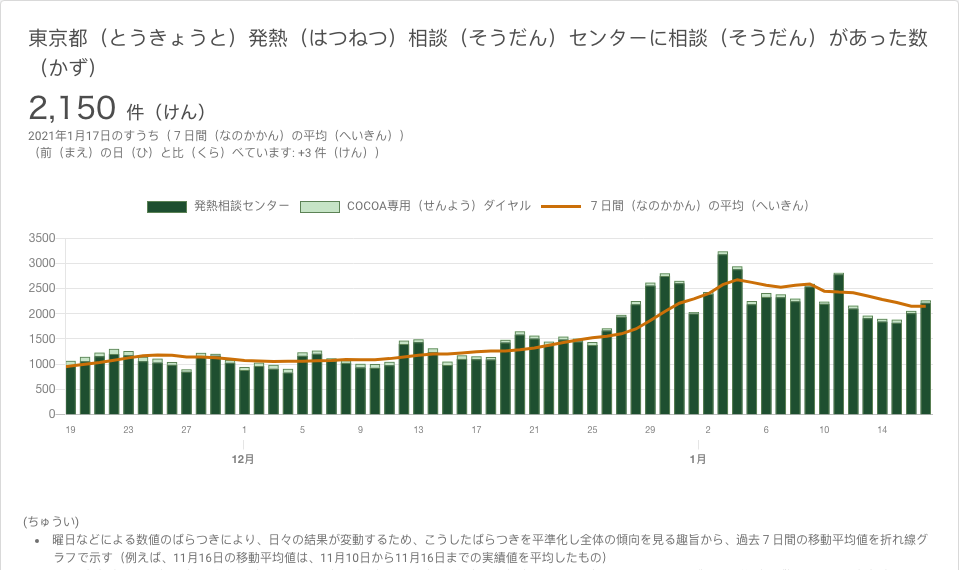 東京都（とうきょうと）発熱（はつねつ）相談（そうだん）センターに相談（そうだん）があった数
（かず）
2,150 件（けん）
2021年1月17日のすうち（７日間（なのかかん）の平均（へいきん））
（前（まえ）の日（ひ）と比（くら）べています: +3 件（けん））
発熱相談センター COCOA専用（せんよう）ダイヤル ７日間（なのかかん）の平均（へいきん）
3500
3000
2500
2000
1500
1000
500
0
19 23 27 1 5 9 13 17 21 25 29 2 6 10 14
12月 1月
(ちゅうい)
• 曜日などによる数値のばらつきにより、日々の結果が変動するため、こうしたばらつきを平準化し全体の傾向を見る趣旨から、過去７日間の移動平均値を折れ線グ
ラフで示す（例えば、11月16日の移動平均値は、11月10日から11月16日までの実績値を平均したもの）